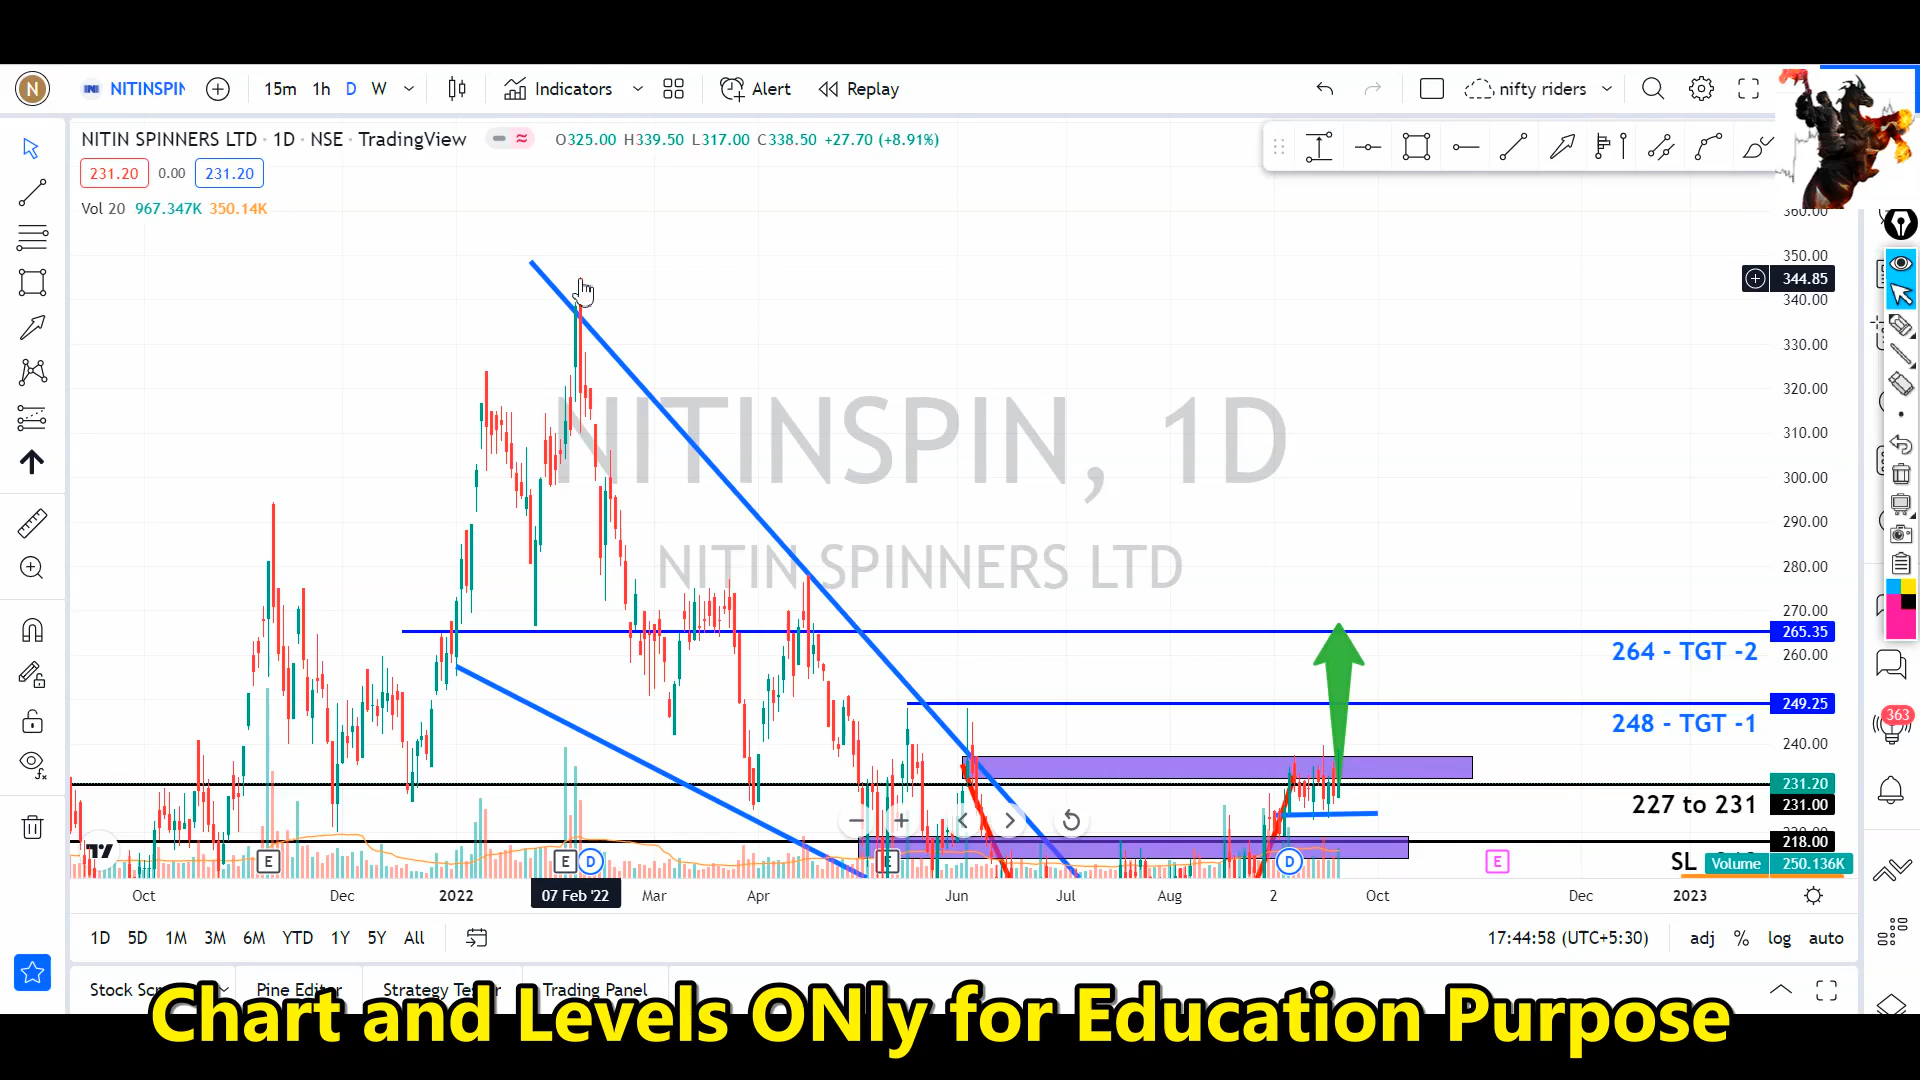 N NITINSPIN 15m 1h D W Indicators Alert Replay nifty riders
NITIN SPINNERS LTD · 1D · NSE · TradingView O325.00 H339.50 L317.00 C338.50 +27.70 (+8.91%)
231.20 0.00 231.20
Vol 20 967.347K 350.14K
360.00
350.00
344.85
340.00
330.00
320.00
310.00
300.00
290.00
280.00
270.00
265.35
260.00
249.25
240.00
231.20
231.00
218.00
Volume 250.136K
NITINSPIN, 1D
NITIN SPINNERS LTD
264 - TGT -2
248 - TGT -1
227 to 231
SL
363
E E D E D E
Oct Dec 2022 07 Feb '22 Mar Apr Jun Jul Aug 2 Oct Dec 2023
1D 5D 1M 3M 6M YTD 1Y 5Y All 17:44:58 (UTC+5:30) adj % log auto
Stock Pine Editor Strategy Trading Panel
Chart and Levels ONly for Education Purpose